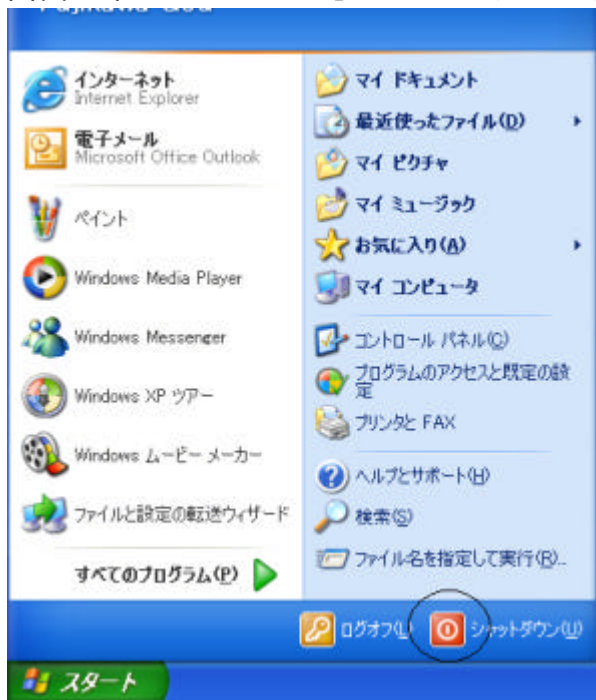 インターネット
Internet Explorer
電子メール
Microsoft Office Outlook
ペイント
Windows Media Player
Windows Messenger
Windows XP ツアー
Windows ムービー メーカー
ファイルと設定の転送ウィザード
すべてのプログラム(P)
マイ ドキュメント
最近使ったファイル(D)
マイ ピクチャ
マイ ミュージック
お気に入り(A)
マイ コンピュータ
コントロール パネル(C)
プログラムのアクセスと既定の設
定
プリンタと FAX
ヘルプとサポート(H)
検索(S)
ファイル名を指定して実行(R)...
ログオフ(L)
シャットダウン(U)
スタート